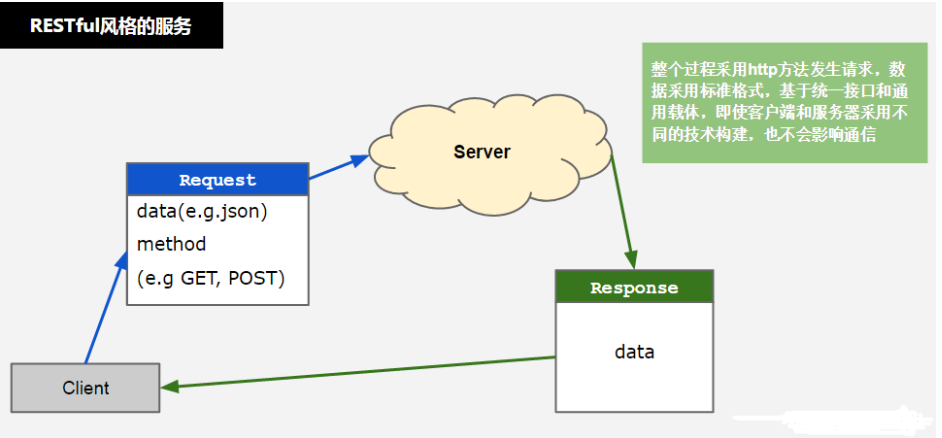 RESTful风格的服务
整个过程采用http方法发生请求，数
据采用标准格式，基于统一接口和通
用载体，即使客户端和服务器采用不
同的技术构建，也不会影响通信
Server
Request
data(e.g.json)
method
(e.g GET, POST)
Response
data
Client